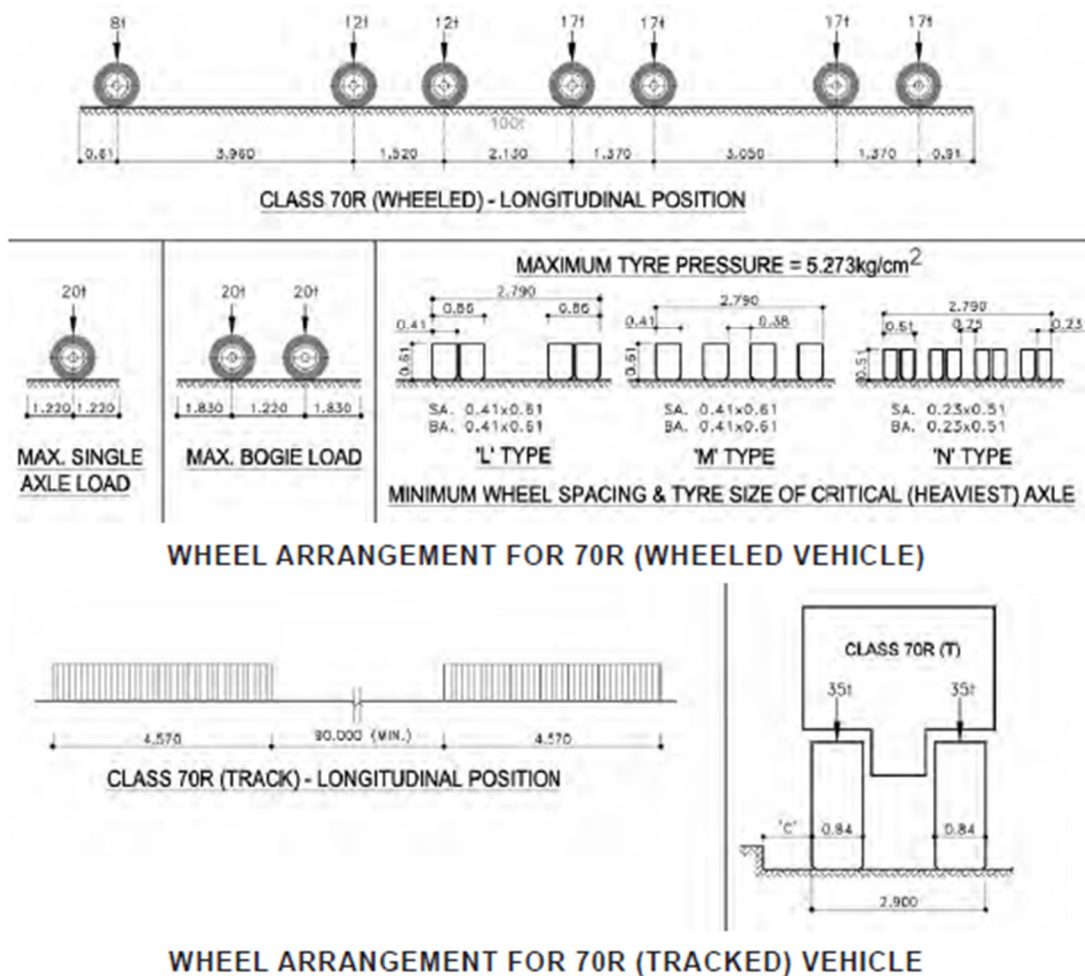 8t 12t 12t 17t 17t 17t 17t
100t
0.81 3.960 1.520 2.130 1.370 3.050 1.370 0.91
CLASS 70R (WHEELED) - LONGITUDINAL POSITION
MAXIMUM TYRE PRESSURE = 5.273kg/cm2
20t
1.220 1.220
MAX. SINGLE
AXLE LOAD
20t 20t
1.830 1.220 1.830
MAX. BOGIE LOAD
2.790
0.86 0.86
0.41
0.61
SA. 0.41x0.61
BA. 0.41x0.61
'L' TYPE
2.790
0.41 0.38
0.61
SA. 0.41x0.61
BA. 0.41x0.61
'M' TYPE
2.790
0.51 0.25 0.23
0.51
SA. 0.23x0.51
BA. 0.23x0.51
'N' TYPE
MINIMUM WHEEL SPACING & TYRE SIZE OF CRITICAL (HEAVIEST) AXLE
WHEEL ARRANGEMENT FOR 70R (WHEELED VEHICLE)
4.570 90.000 (MIN.) 4.570
CLASS 70R (TRACK) - LONGITUDINAL POSITION
CLASS 70R (T)
35t 35t
'C' 0.84 0.84
2.900
WHEEL ARRANGEMENT FOR 70R (TRACKED) VEHICLE